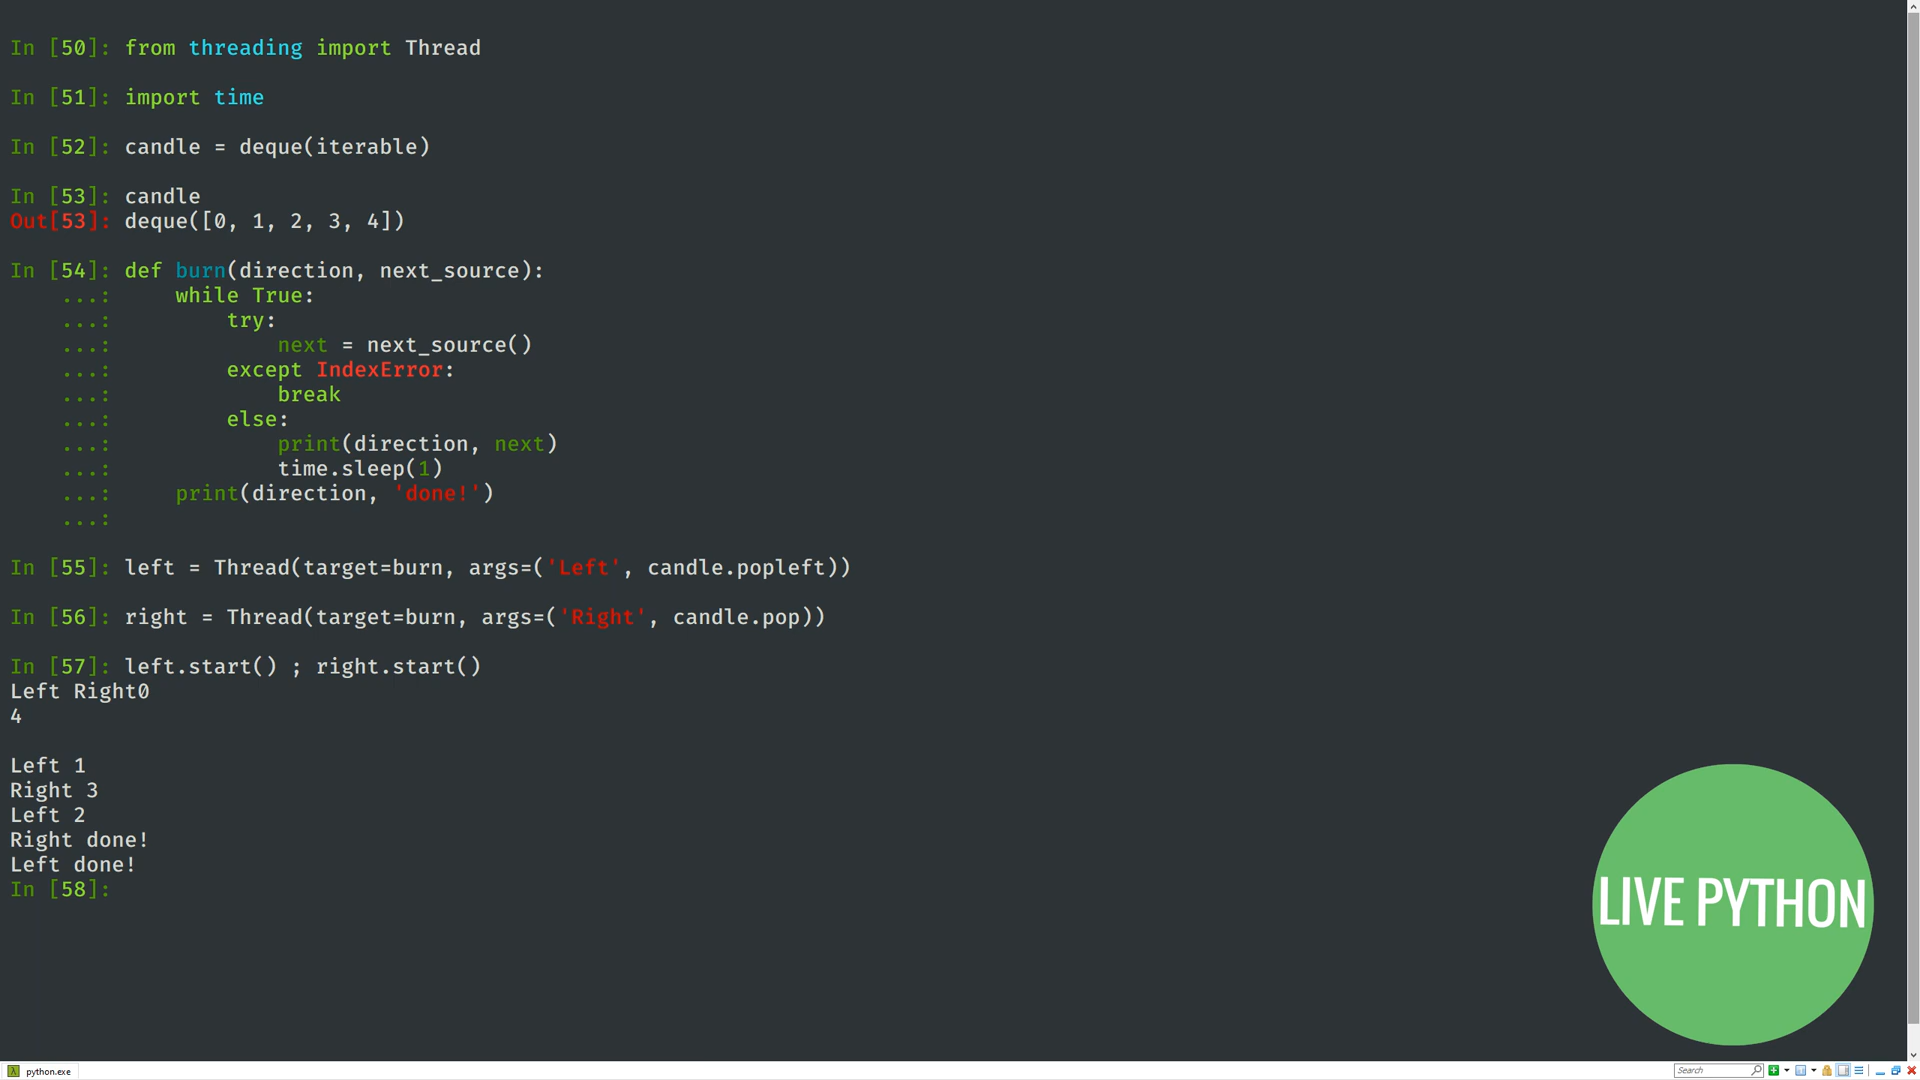 In [50]: from threading import Thread
In [51]: import time
In [52]: candle = deque(iterable)
In [53]: candle
Out[53]: deque([0, 1, 2, 3, 4])
In [54]: def burn(direction, next_source):
...:     while True:
...:         try:
...:             next = next_source()
...:         except IndexError:
...:             break
...:         else:
...:             print(direction, next)
...:             time.sleep(1)
...:     print(direction, 'done!')
...:
In [55]: left = Thread(target=burn, args=('Left', candle.popleft))
In [56]: right = Thread(target=burn, args=('Right', candle.pop))
In [57]: left.start() ; right.start()
Left Right0
4
Left 1
Right 3
Left 2
Right done!
Left done!
In [58]:
LIVE PYTHON
python.exe
Search